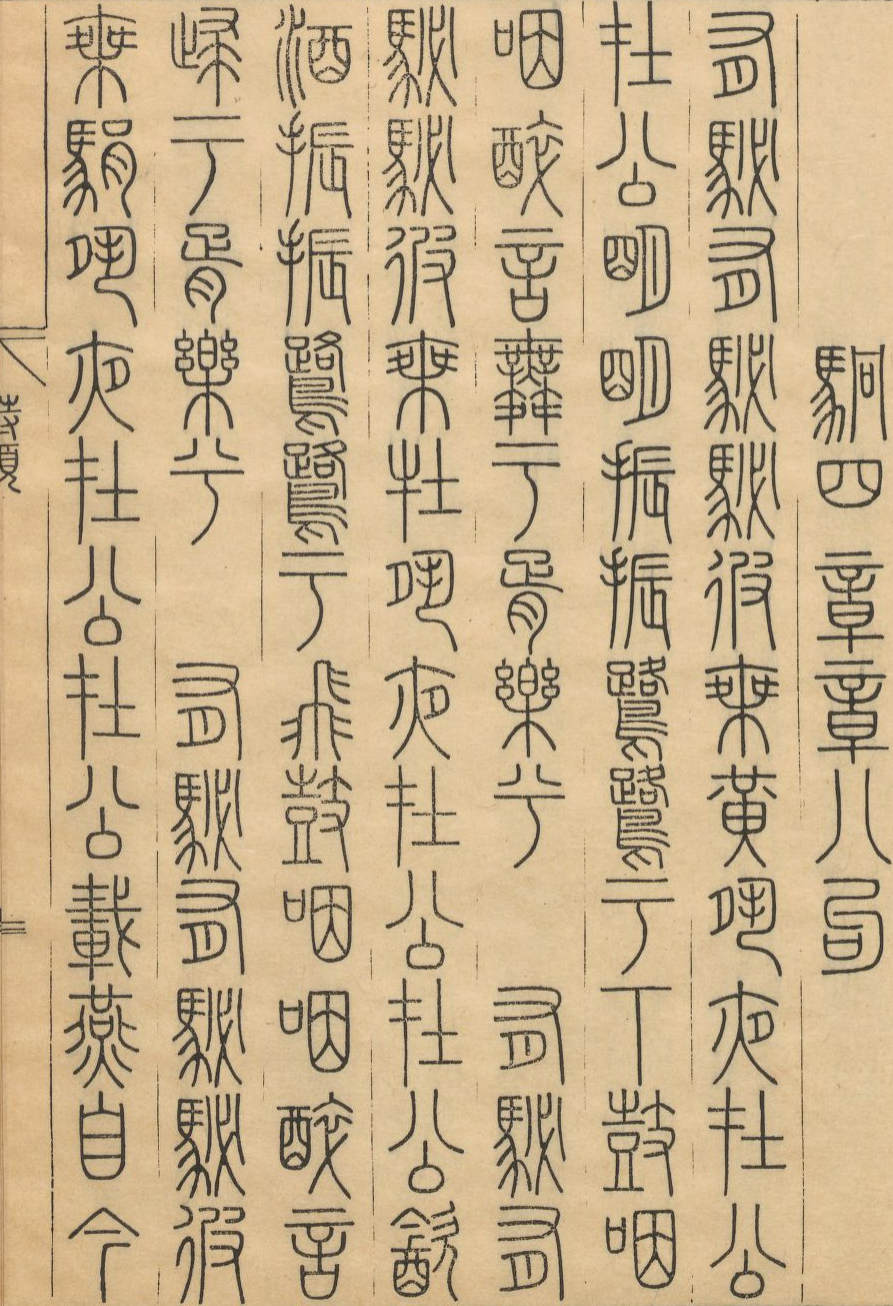 駉四章章八句
有駜有駜駜彼乘黃夙夜在公
在公明明振振鷺鷺于下鼓咽
咽醉言舞于胥樂兮　有駜有
駜駜彼乘牡夙夜在公在公飲
酒振振鷺鷺于飛鼓咽咽醉言
歸于胥樂兮　有駜有駜駜彼
乘駽夙夜在公在公載燕自今